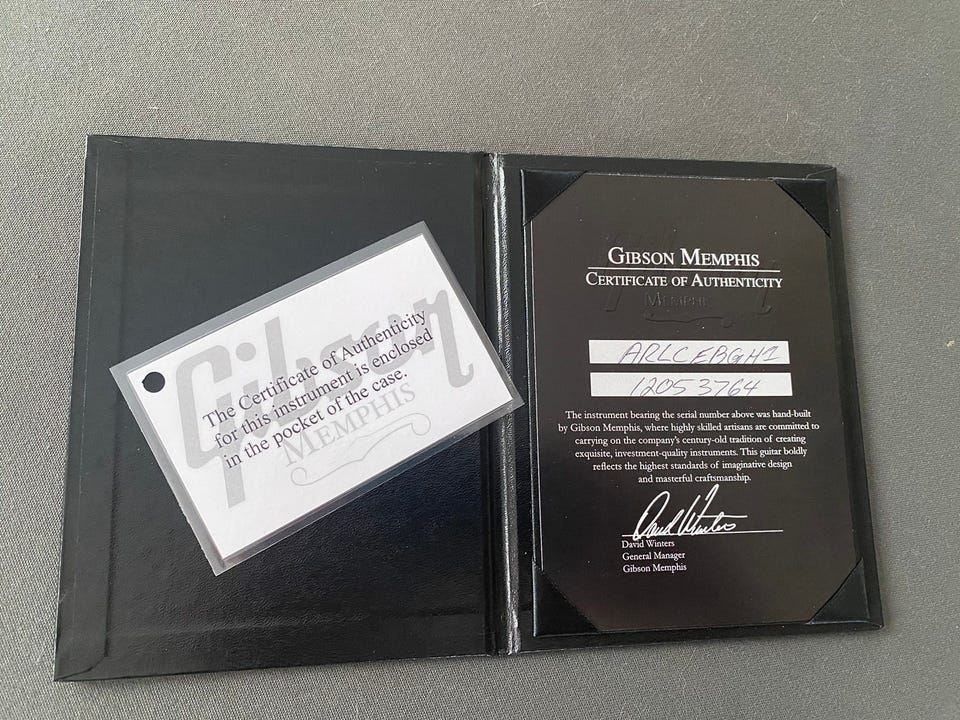 Gibson
MEMPHIS
The Certificate of Authenticity
for this instrument is enclosed
in the pocket of the case.
GIBSON MEMPHIS
CERTIFICATE OF AUTHENTICITY
MEMPHIS
ARLCEBGH1
12053764
The instrument bearing the serial number above was hand-built
by Gibson Memphis, where highly skilled artisans are committed to
carrying on the company's century-old tradition of creating
exquisite, investment-quality instruments. This guitar boldly
reflects the highest standards of imaginative design
and masterful craftsmanship.
David Winters
David Winters
General Manager
Gibson Memphis